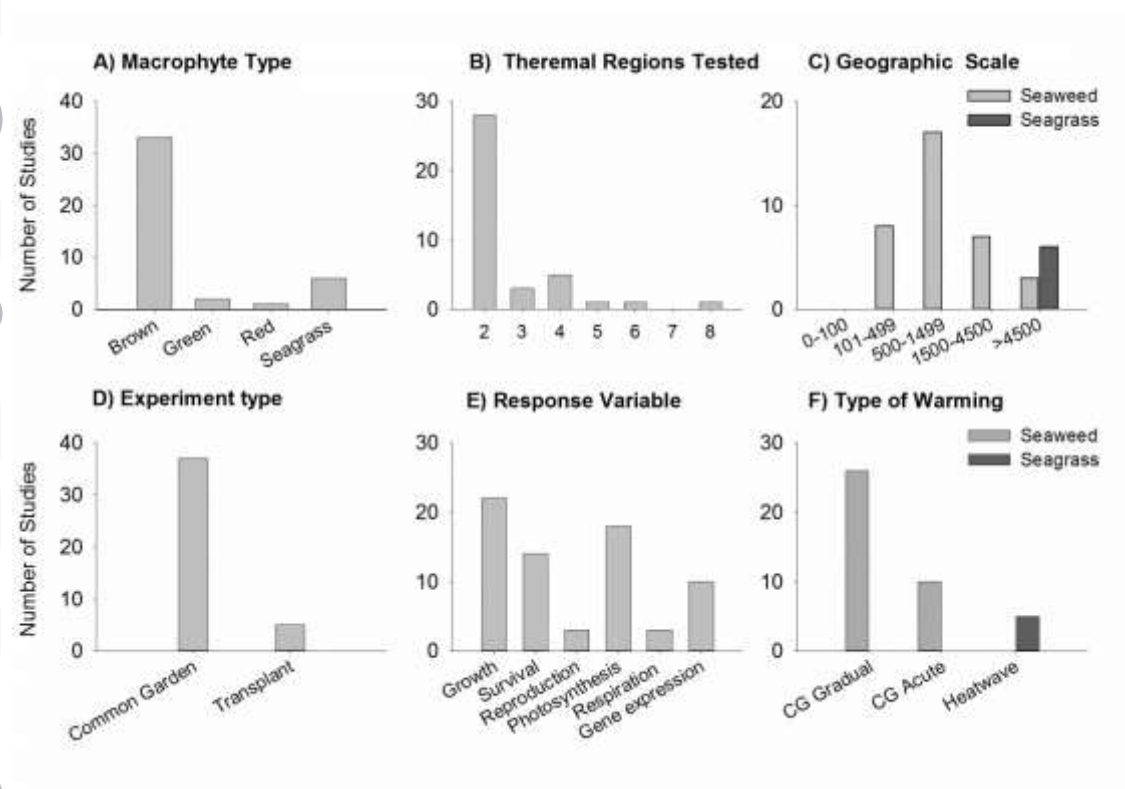 A) Macrophyte Type
B) Theremal Regions Tested
C) Geographic Scale
Number of Studies
40
30
20
10
0
Brown
Green
Red
Seagrass
30
20
10
0
2 3 4 5 6 7 8
20
10
0
Seaweed
Seagrass
0-100
101-499
500-1499
1500-4500
>4500
D) Experiment type
E) Response Variable
F) Type of Warming
Number of Studies
40
30
20
10
0
Common Garden
Transplant
30
20
10
0
Growth
Survival
Reproduction
Photosynthesis
Respiration
Gene expression
30
20
10
0
Seaweed
Seagrass
CG Gradual
CG Acute
Heatwave